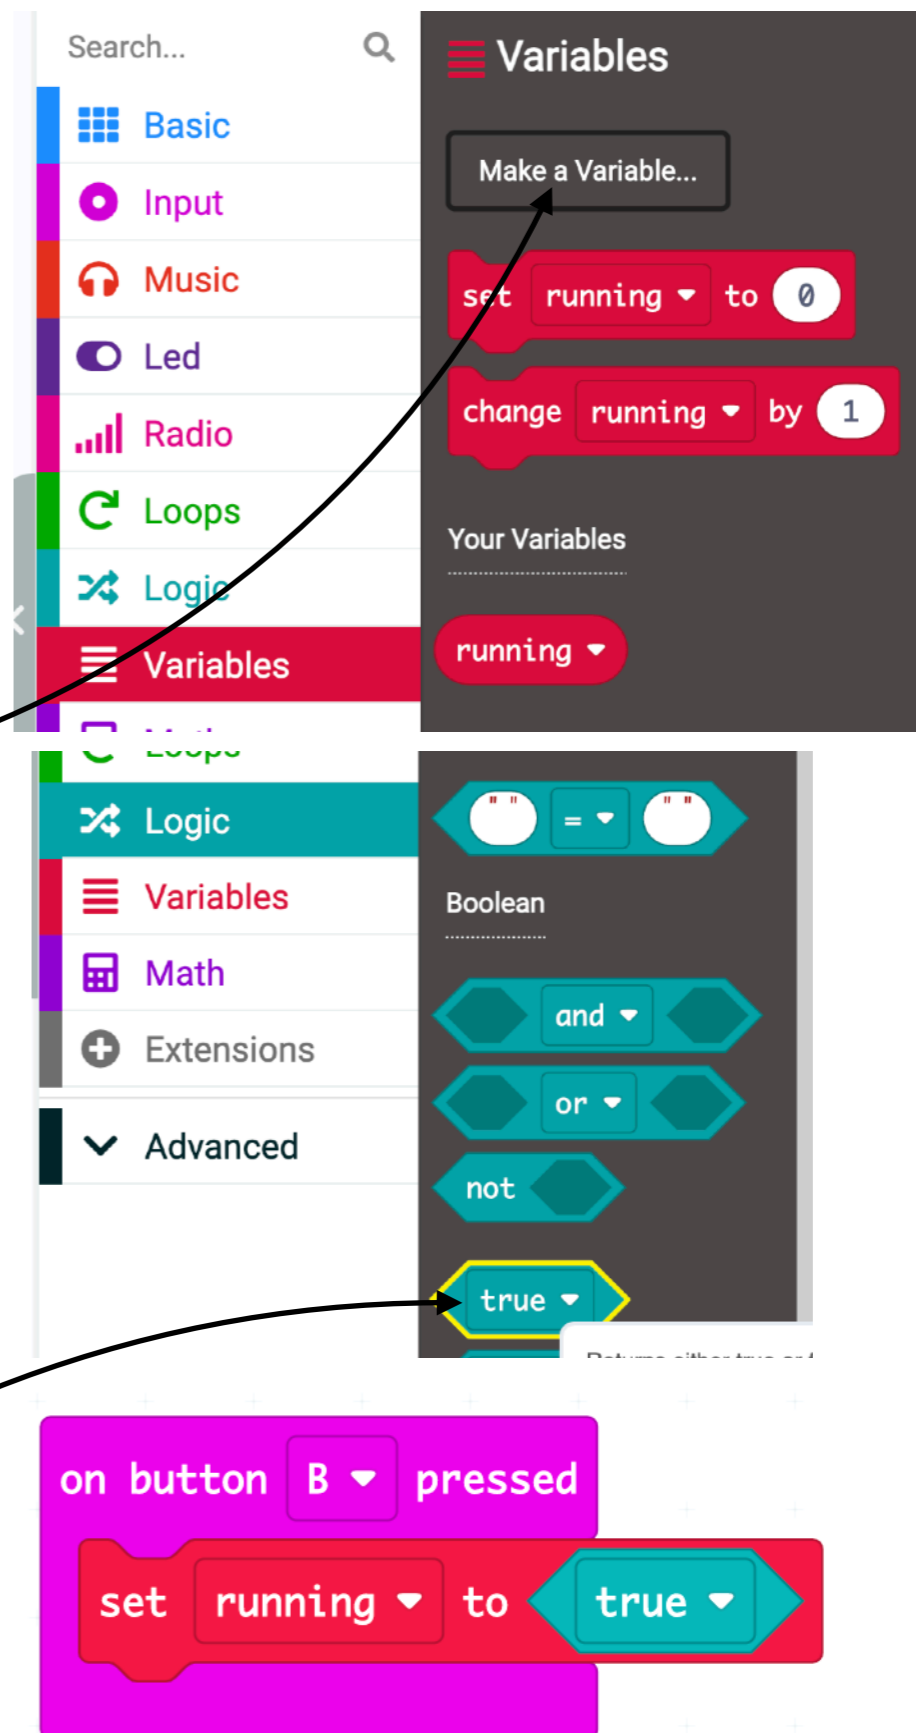 Search...
Variables
Basic
Make a Variable...
Input
Music
set running to 0
Led
change running by 1
Radio
Loops
Your Variables
Logic
running
Variables
Logic
" " = " "
Variables
Boolean
Math
and
Extensions
or
Advanced
not
true
on button B pressed
set running to true